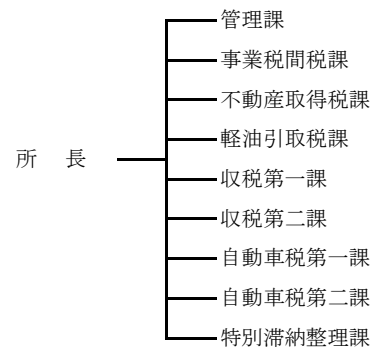 所　長
管理課
事業税間税課
不動産取得税課
軽油引取税課
収税第一課
収税第二課
自動車税第一課
自動車税第二課
特別滞納整理課